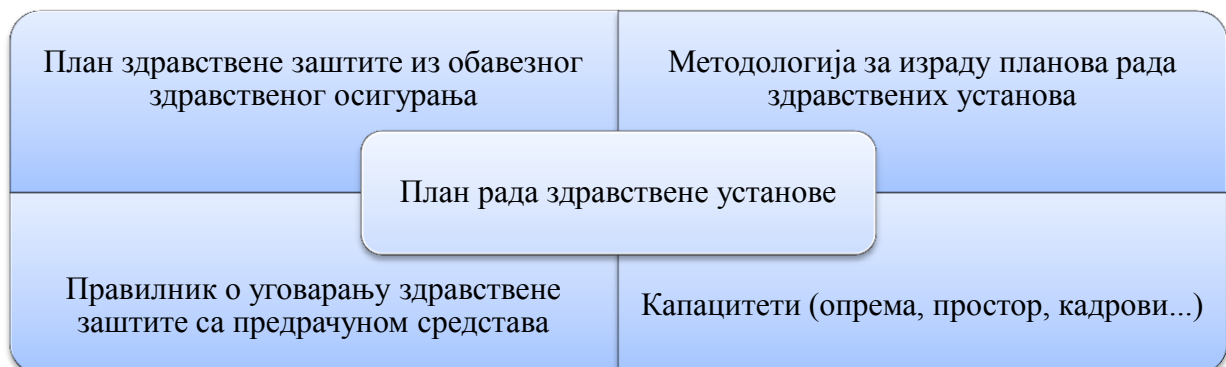 План здравствене заштите из обавезног
здравственог осигурања
Методологија за израду планова рада
здравствених установа
План рада здравствене установе
Правилник о уговарању здравствене
заштите са предрачуном средстава
Капацитети (опрема, простор, кадрови...)